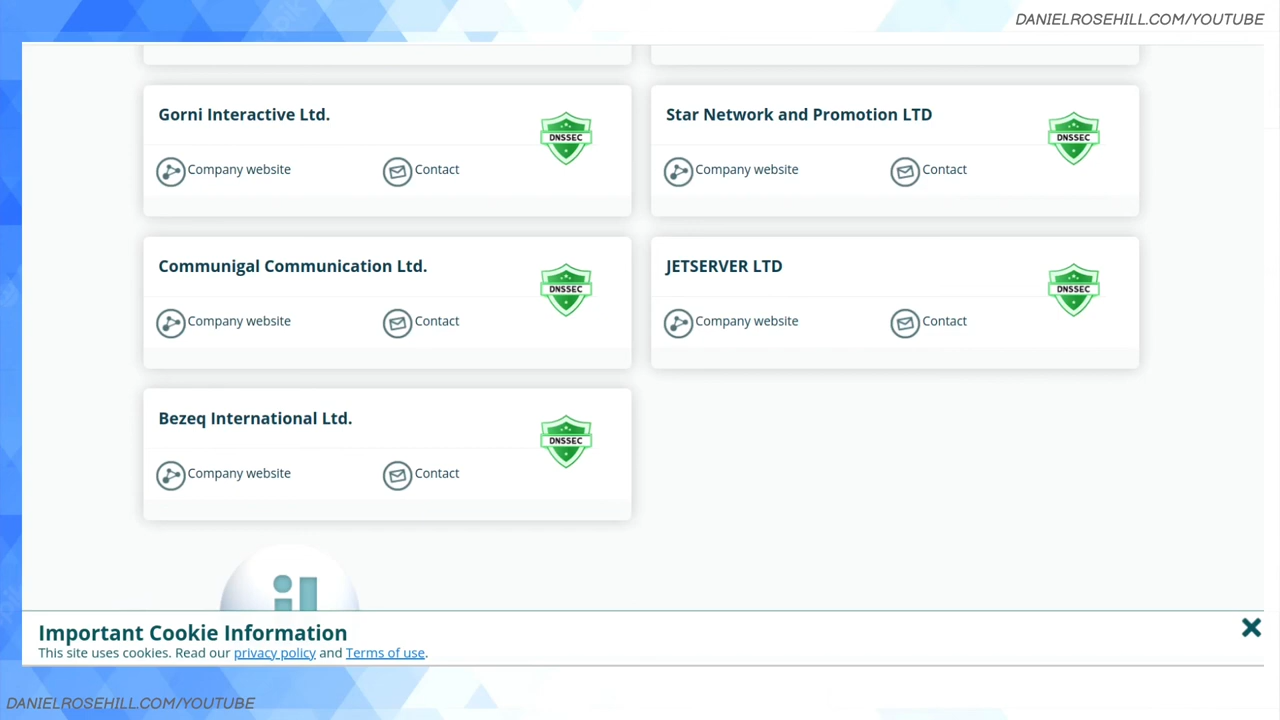 DANIELROSEHILL.COM/YOUTUBE
Gorni Interactive Ltd.
DNSSEC
Company website
Contact
Star Network and Promotion LTD
DNSSEC
Company website
Contact
Communigal Communication Ltd.
DNSSEC
Company website
Contact
JETSERVER LTD
DNSSEC
Company website
Contact
Bezeq International Ltd.
DNSSEC
Company website
Contact
il
Important Cookie Information
This site uses cookies. Read our privacy policy and Terms of use.
DANIELROSEHILL.COM/YOUTUBE